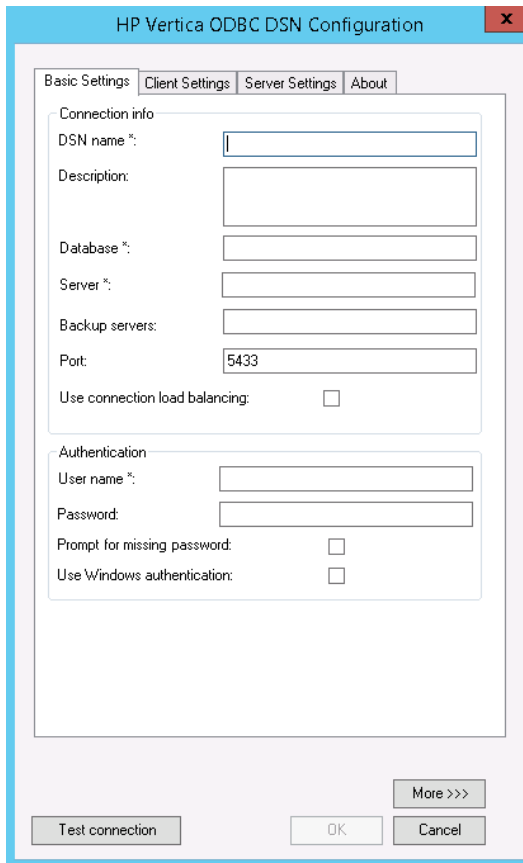 HP Vertica ODBC DSN Configuration
x
Basic Settings Client Settings Server Settings About
Connection info
DSN name *:
Description:
Database *:
Server *:
Backup servers:
Port: 5433
Use connection load balancing:
Authentication
User name *:
Password:
Prompt for missing password:
Use Windows authentication:
More >>>
Test connection OK Cancel